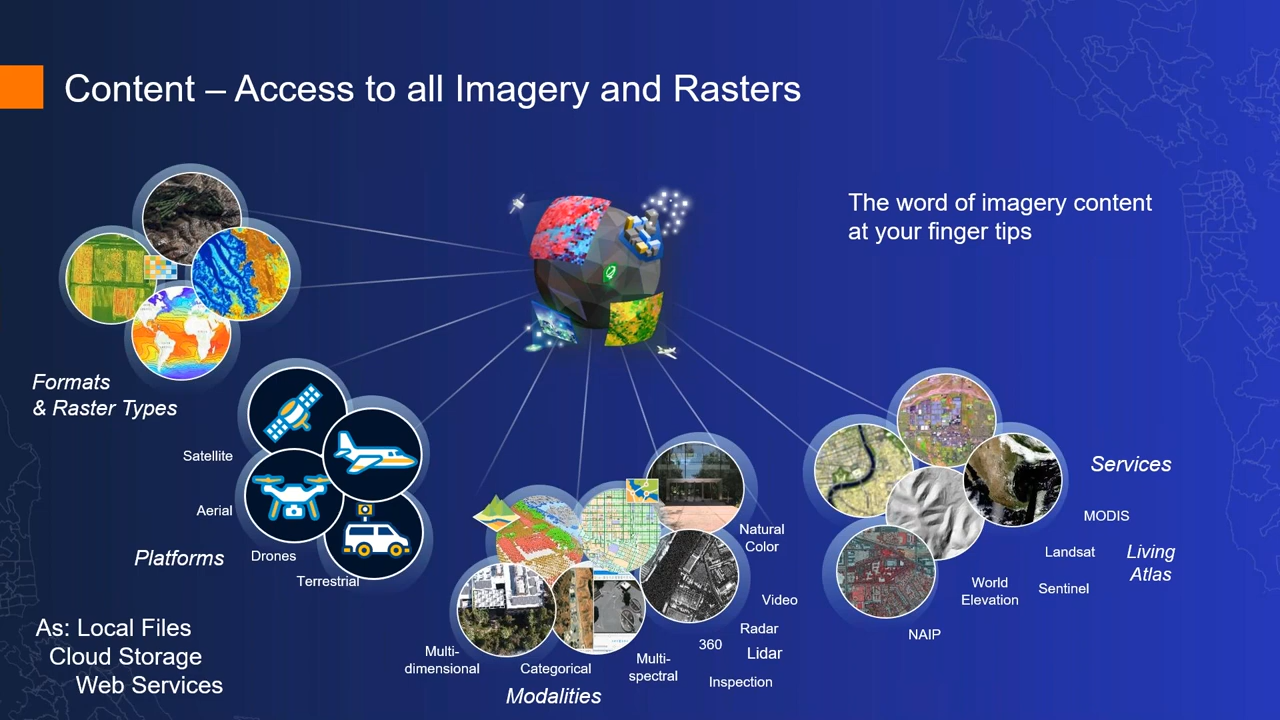 Content – Access to all Imagery and Rasters
The word of imagery content
at your finger tips
Formats
& Raster Types
Satellite
Aerial
Platforms
Drones
Terrestrial
As: Local Files
Cloud Storage
Web Services
Natural
Color
Video
Radar
360
Lidar
Multi-
dimensional
Categorical
Multi-
spectral
Inspection
Modalities
Services
MODIS
Landsat
Living
Atlas
World
Elevation
Sentinel
NAIP